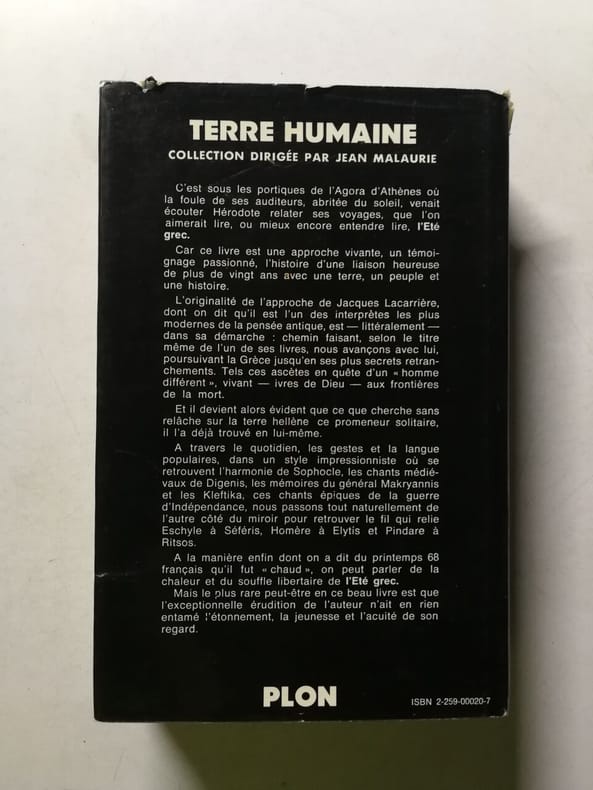 TERRE HUMAINE
COLLECTION DIRIGÉE PAR JEAN MALAURIE
C'est sous les portiques de l'Agora d'Athènes où
la foule de ses auditeurs, abritée du soleil, venait
écouter Hérodote relater ses voyages, que l'on
aimerait lire, ou mieux encore entendre lire, l'Eté
grec.
Car ce livre est une approche vivante, un témoi-
gnage passionné, l'histoire d'une liaison heureuse
de plus de vingt ans avec une terre, un peuple et
une histoire.
L'originalité de l'approche de Jacques Lacarrière,
dont on dit qu'il est l'un des interprètes les plus
modernes de la pensée antique, est — littéralement —
dans sa démarche : chemin faisant, selon le titre
même de l'un de ses livres, nous avançons avec lui,
poursuivant la Grèce jusqu'en ses plus secrets retran-
chements. Tels ces ascètes en quête d'un « homme
différent », vivant — ivres de Dieu — aux frontières
de la mort.
Et il devient alors évident que ce que cherche sans
relâche sur la terre hellène ce promeneur solitaire,
il l'a déjà trouvé en lui-même.
A travers le quotidien, les gestes et la langue
populaires, dans un style impressionniste où se
retrouvent l'harmonie de Sophocle, les chants médié-
vaux de Digenis, les mémoires du général Makryannis
et les Kleftika, ces chants épiques de la guerre
d'Indépendance, nous passons tout naturellement de
l'autre côté du miroir pour retrouver le fil qui relie
Eschyle à Séféris, Homère à Elytis et Pindare à
Ritsos.
A la manière enfin dont on a dit du printemps 68
français qu'il fut « chaud », on peut parler de la
chaleur et du souffle libertaire de l'Eté grec.
Mais le plus rare peut-être en ce beau livre est que
l'exceptionnelle érudition de l'auteur n'ait en rien
entamé l'étonnement, la jeunesse et l'acuité de son
regard.
PLON
ISBN 2-259-00020-7